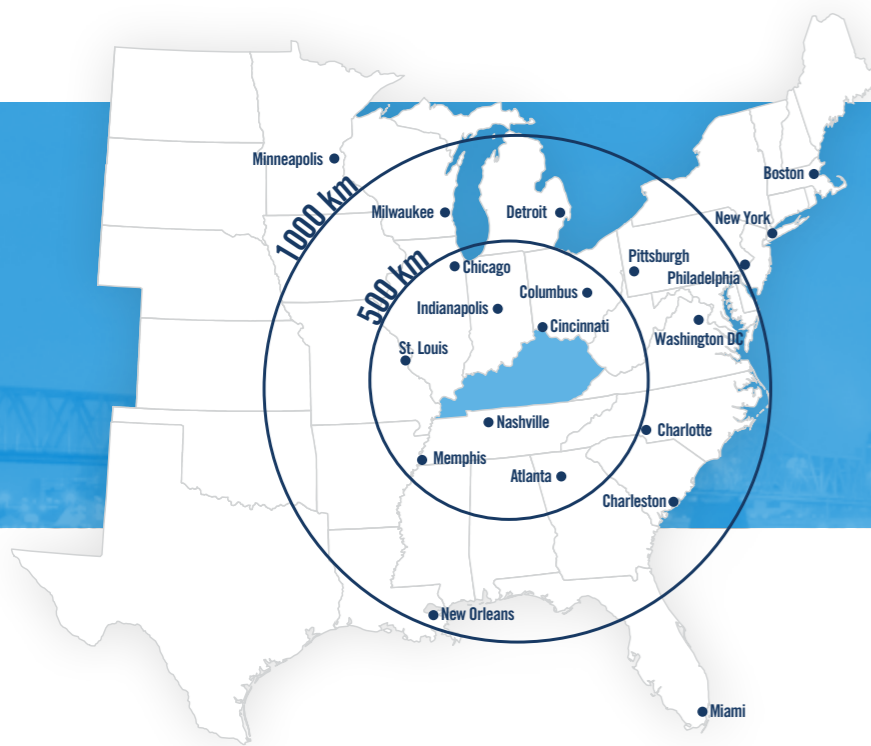 Minneapolis
Boston
1000 km
Milwaukee
Detroit
New York
500 km
Pittsburgh
Chicago
Philadelphia
Columbus
Indianapolis
Cincinnati
Washington DC
St. Louis
Nashville
Charlotte
Memphis
Atlanta
Charleston
New Orleans
Miami